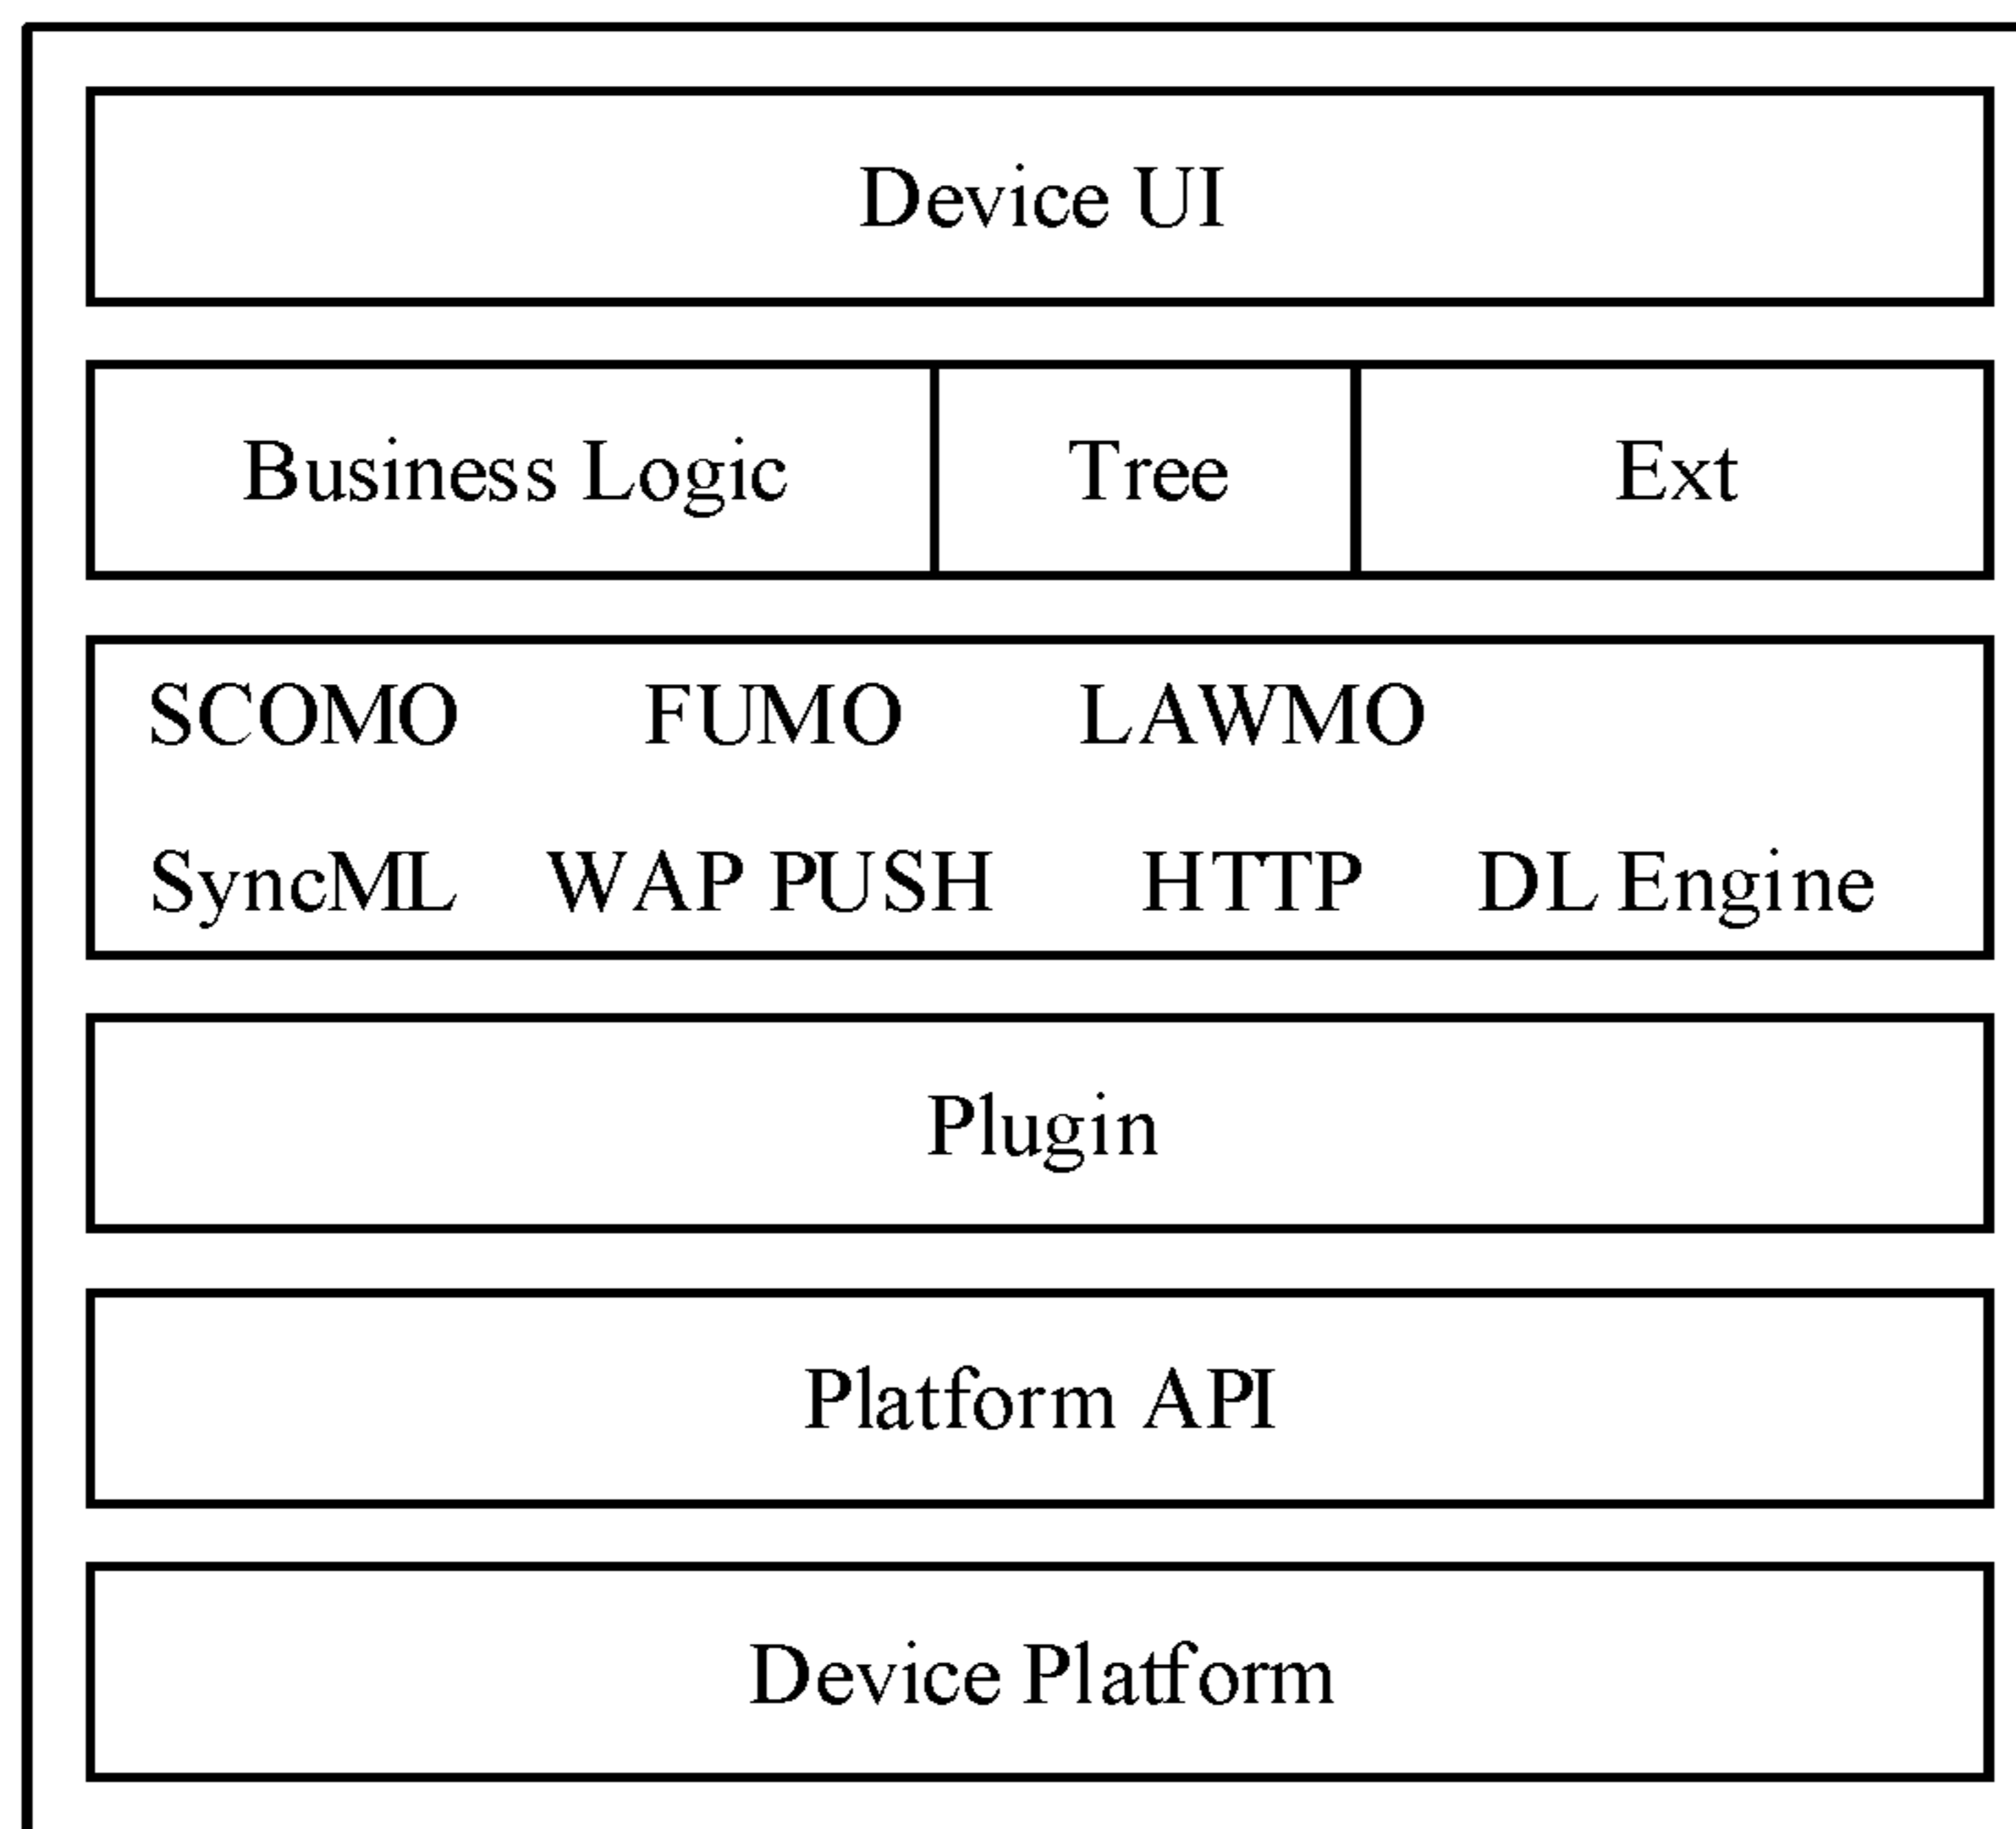 Device UI
Business Logic Tree Ext
SCOMO FUMO LAWMO
SyncML WAP PUSH HTTP DL Engine
Plugin
Platform API
Device Platform